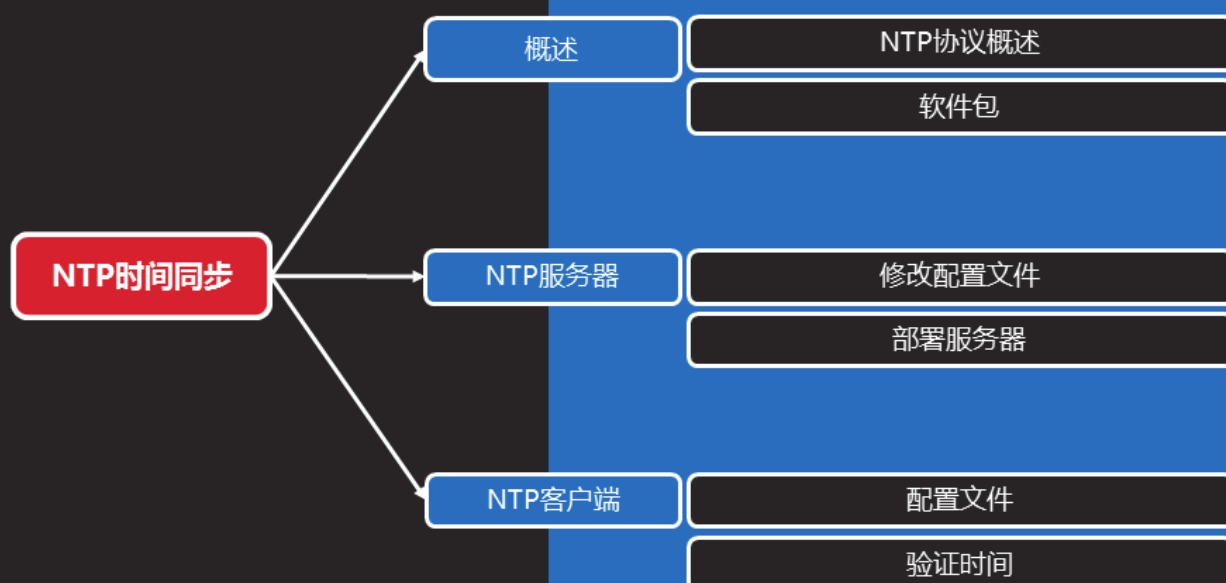 NTP时间同步
概述
NTP协议概述
软件包
NTP服务器
修改配置文件
部署服务器
NTP客户端
配置文件
验证时间